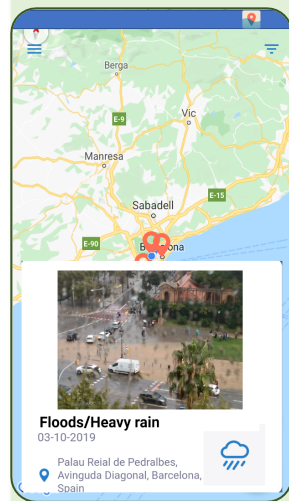 Berga
Vic
E-9
Manresa
Sabadell
E-15
E-90
Floods/Heavy rain
03-10-2019
Palau Reial de Pedralbes,
Avinguda Diagonal, Barcelona,
Spain